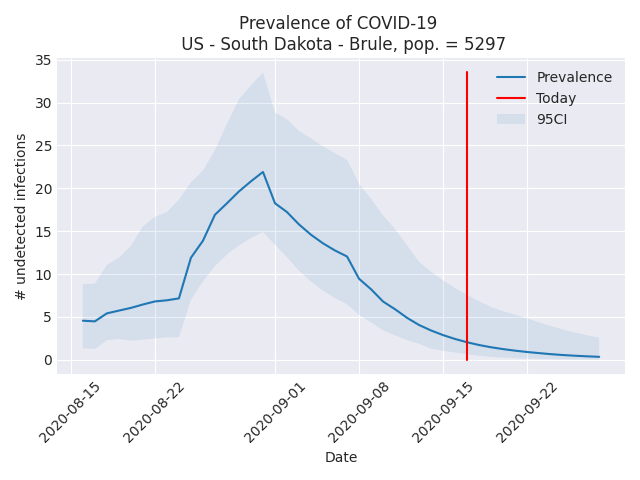 Prevalence of COVID-19
US - South Dakota - Brule, pop. = 5297
35
30
25
20
15
10
5
0
# undetected infections
Prevalence
Today
95CI
2020-08-15
2020-08-22
2020-09-01
2020-09-08
2020-09-15
2020-09-22
Date